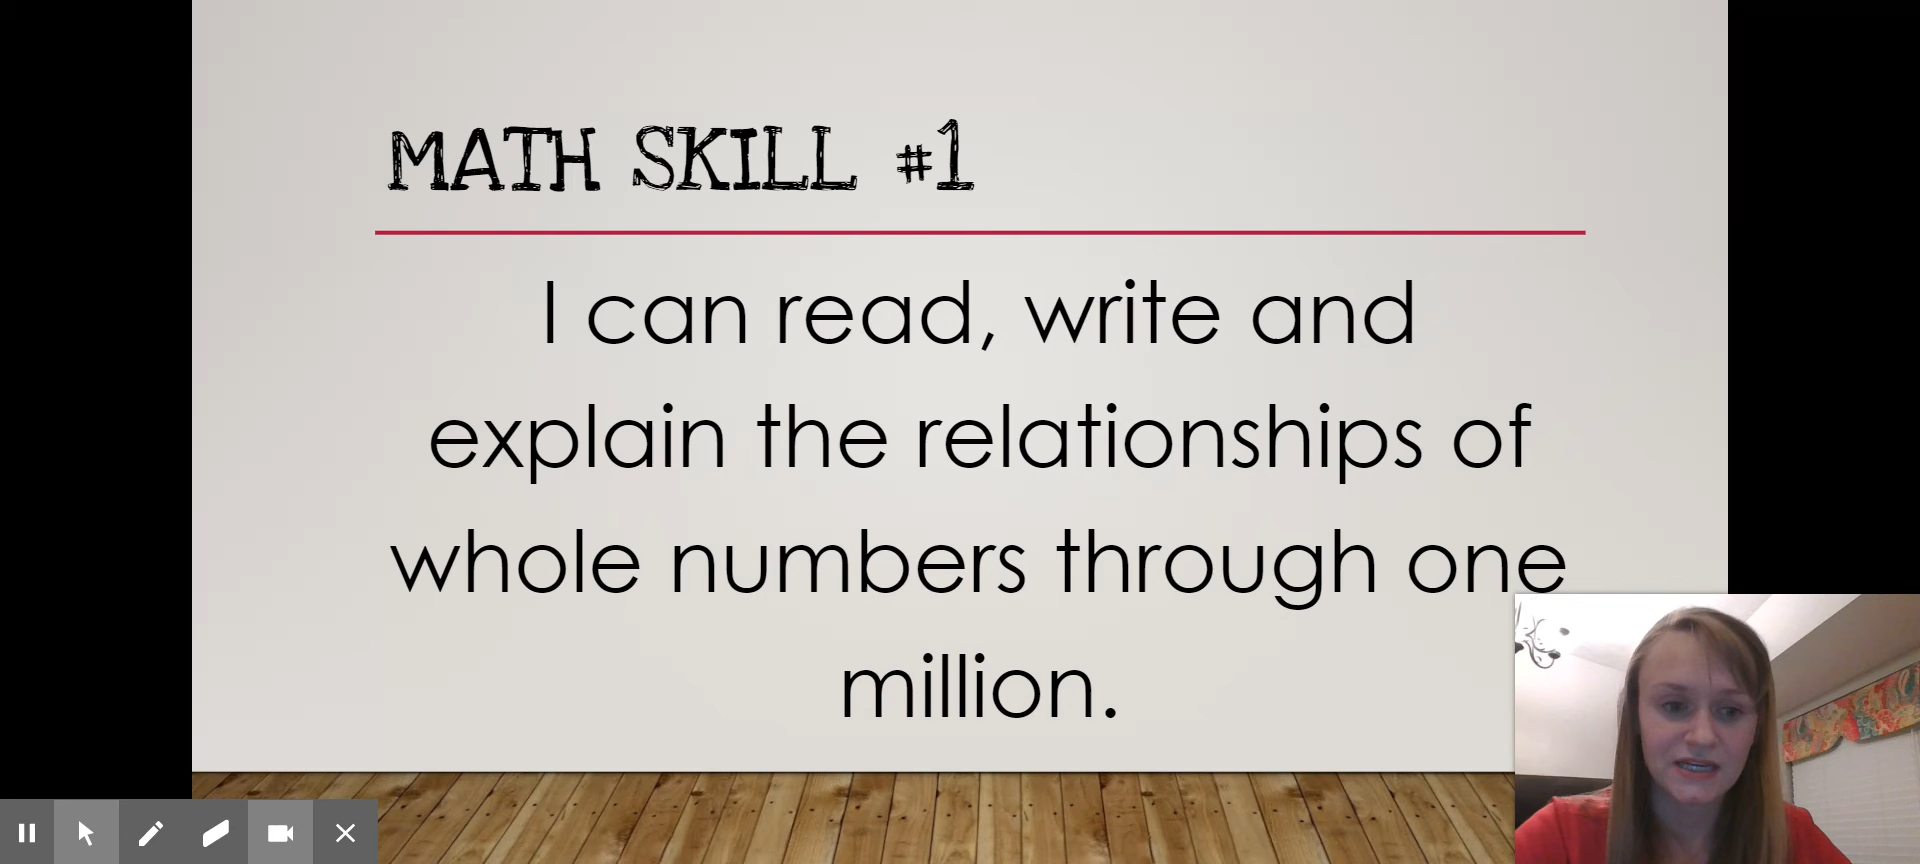 MATH SKILL #1
I can read, write and
explain the relationships of
whole numbers through one
million.